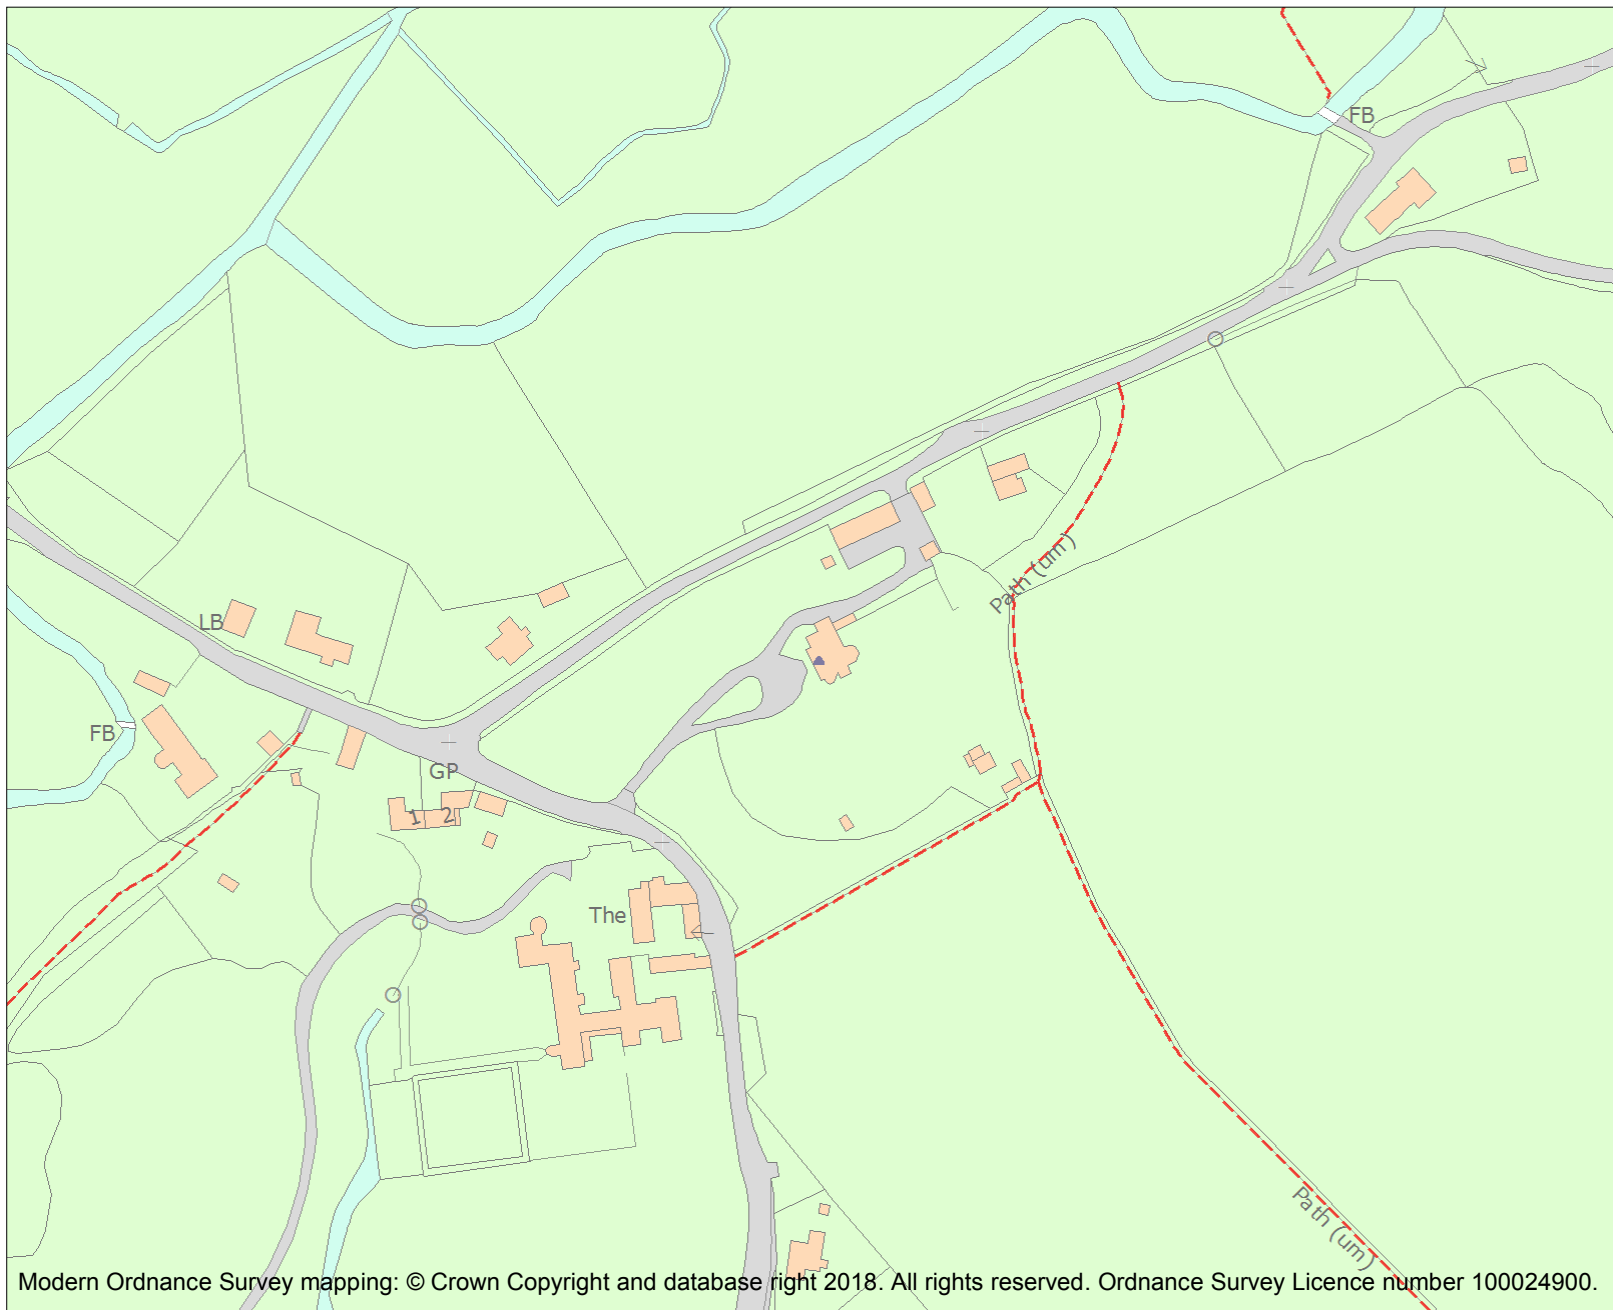 FB
Path (um)
LB
FB
GP
1 2
The
Path (um)
Modern Ordnance Survey mapping: © Crown Copyright and database right 2018. All rights reserved. Ordnance Survey Licence number 100024900.